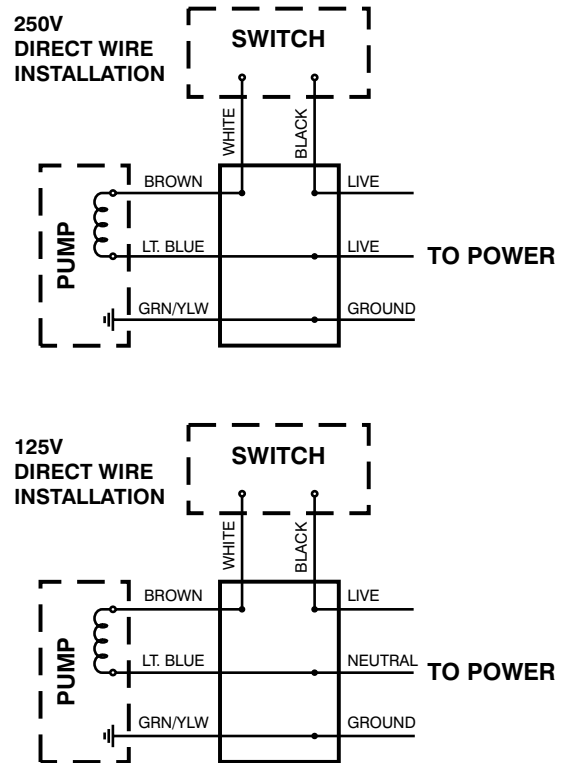 250V
DIRECT WIRE
INSTALLATION
SWITCH
WHITE
BLACK
BROWN
LIVE
PUMP
LT. BLUE
LIVE
TO POWER
GRN/YLW
GROUND
125V
DIRECT WIRE
INSTALLATION
SWITCH
WHITE
BLACK
BROWN
LIVE
PUMP
LT. BLUE
NEUTRAL
TO POWER
GRN/YLW
GROUND